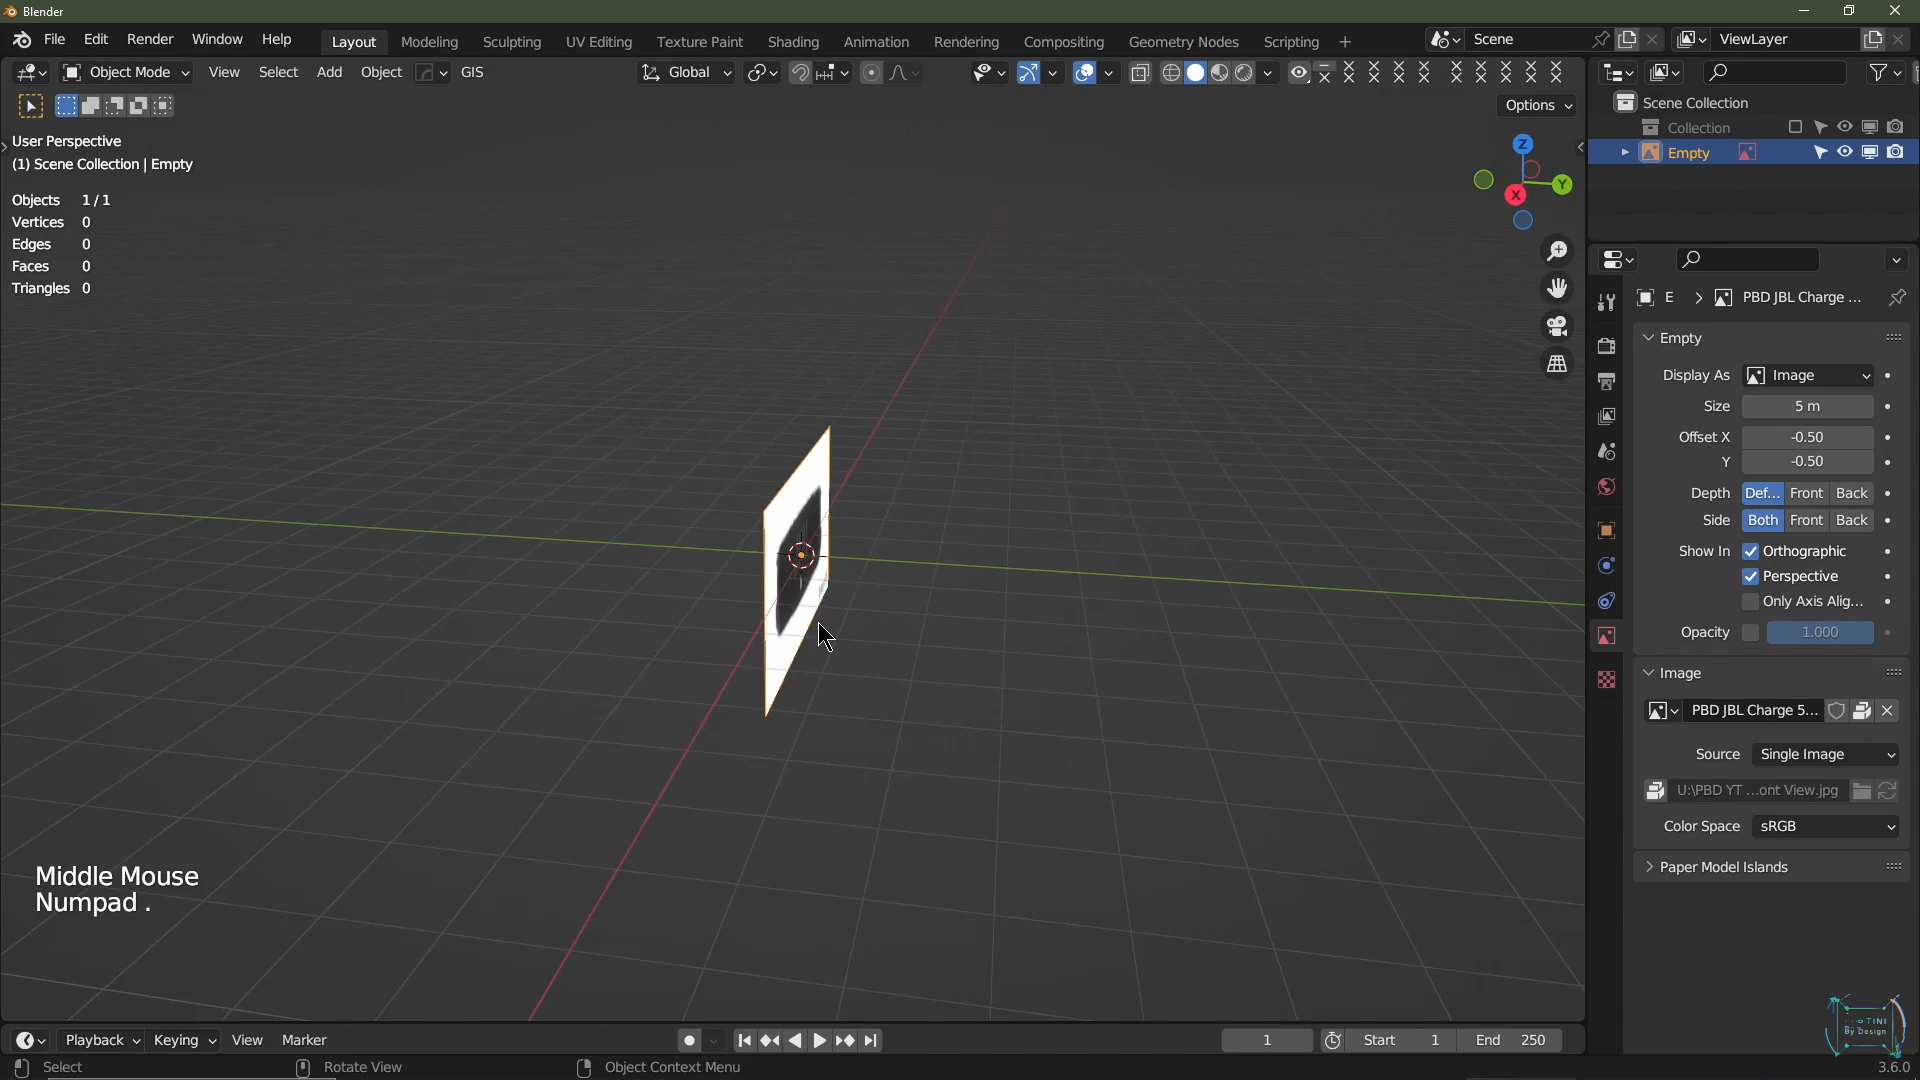 Blender
File Edit Render Window Help Layout Modeling Sculpting UV Editing Texture Paint Shading Animation Rendering Compositing Geometry Nodes Scripting + Scene ViewLayer
Object Mode View Select Add Object GIS Global
Options
User Perspective
(1) Scene Collection | Empty
Objects 1 / 1
Vertices 0
Edges 0
Faces 0
Triangles 0
Z
Y
X
Scene Collection
Collection
Empty
E > PBD JBL Charge ...
Empty
Display As Image
Size 5 m
Offset X -0.50
Y -0.50
Depth Def... Front Back
Side Both Front Back
Show In Orthographic
Perspective
Only Axis Alig...
Opacity 1.000
Image
PBD JBL Charge 5...
Source Single Image
U:\PBD YT ...ont View.jpg
Color Space sRGB
Paper Model Islands
Middle Mouse
Numpad .
By Design
Playback Keying View Marker 1 Start 1 End 250
Select Rotate View Object Context Menu 3.6.0